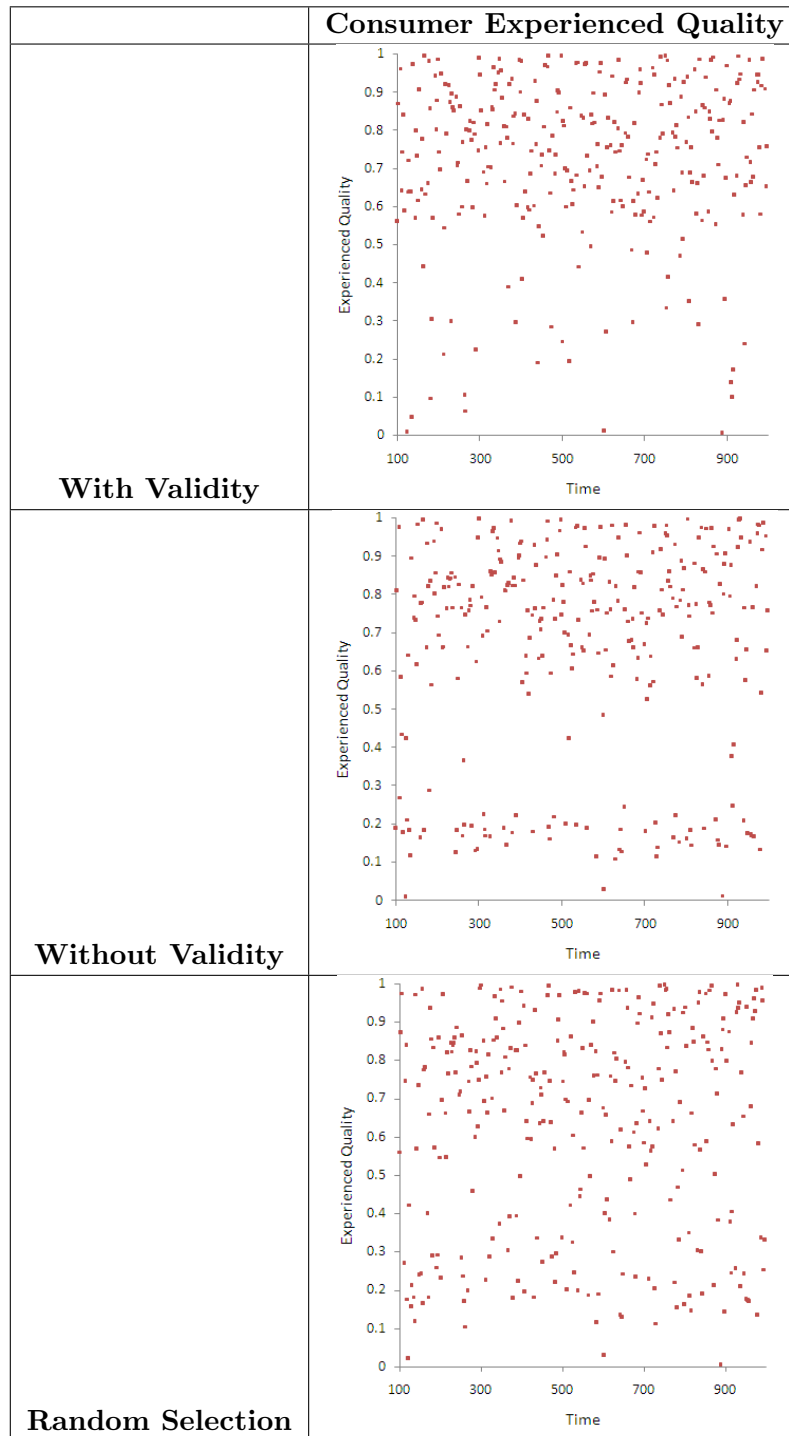 Consumer Experienced Quality
1
0.9
0.8
0.7
0.6
0.5
0.4
0.3
0.2
0.1
0
Experienced Quality
100 300 500 700 900
Time
With Validity
1
0.9
0.8
0.7
0.6
0.5
0.4
0.3
0.2
0.1
0
Experienced Quality
100 300 500 700 900
Time
Without Validity
1
0.9
0.8
0.7
0.6
0.5
0.4
0.3
0.2
0.1
0
Experienced Quality
100 300 500 700 900
Time
Random Selection